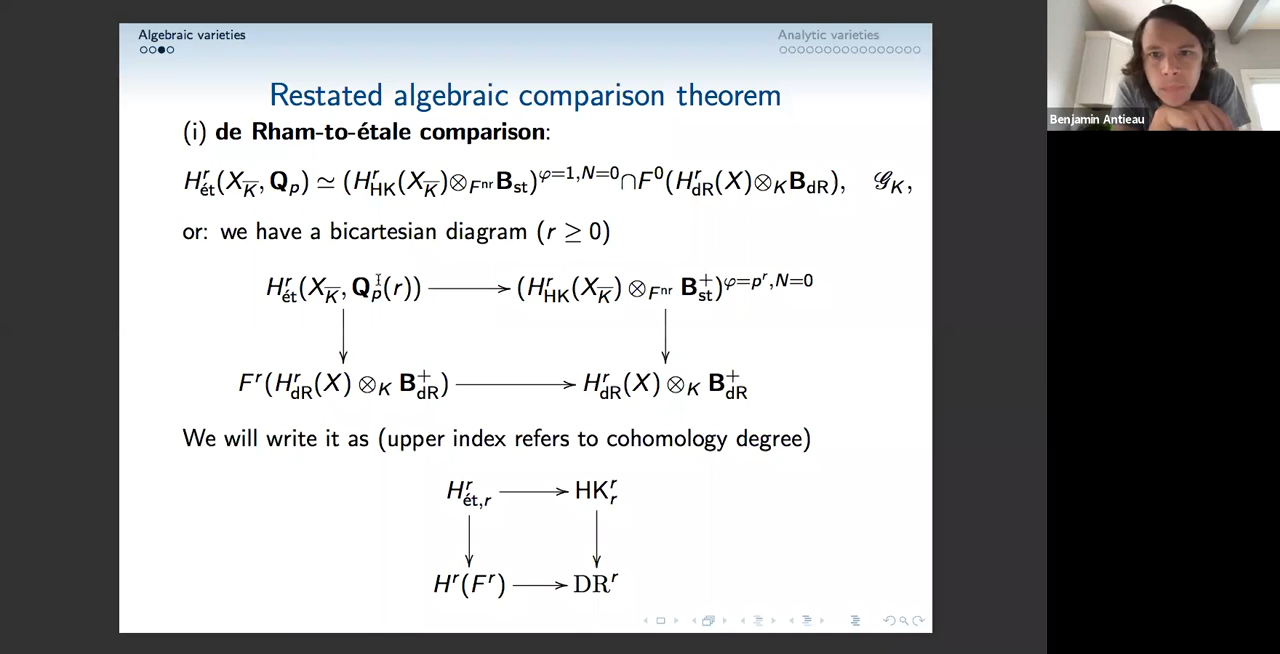 Algebraic varieties
Analytic varieties
Restated algebraic comparison theorem
(i) de Rham-to-étale comparison:
H^r_ét(X_K̄, Q_p) ≃ (H^r_HK(X_K̄) ⊗_{F^nr} B_st)^{φ=1,N=0} ∩ F^0(H^r_dR(X) ⊗_K B_dR), 𝒢_K,
or: we have a bicartesian diagram (r ≥ 0)
H^r_ét(X_K̄, Q_p(r)) ⟶ (H^r_HK(X_K̄) ⊗_{F^nr} B^+_st)^{φ=p^r,N=0}
F^r(H^r_dR(X) ⊗_K B^+_dR) ⟶ H^r_dR(X) ⊗_K B^+_dR
We will write it as (upper index refers to cohomology degree)
H^r_{ét,r} ⟶ HK^r_r
H^r(F^r) ⟶ DR^r
Benjamin Antieau